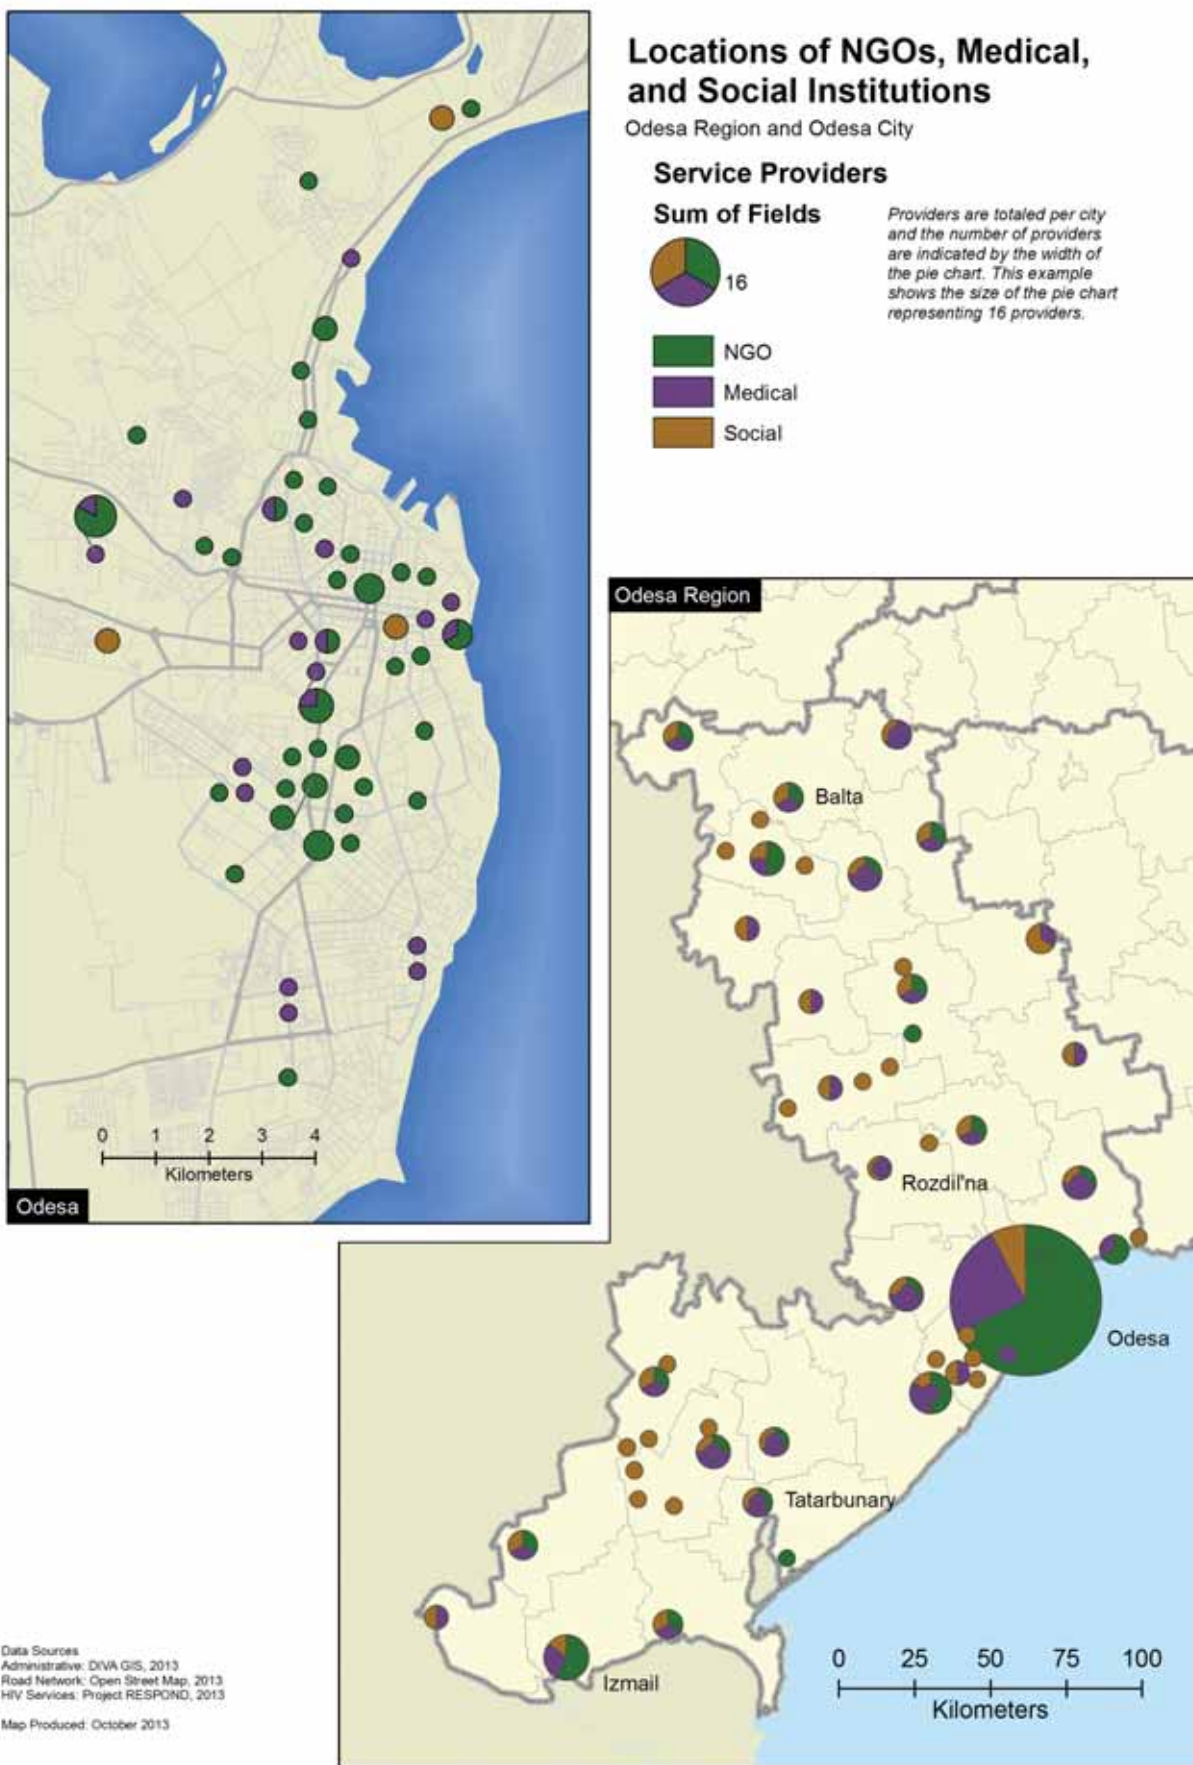 Locations of NGOs, Medical,
and Social Institutions
Odesa Region and Odesa City
Service Providers
Sum of Fields
16
Providers are totaled per city
and the number of providers
are indicated by the width of
the pie chart. This example
shows the size of the pie chart
representing 16 providers.
NGO
Medical
Social
0 1 2 3 4
Kilometers
Odesa
Odesa Region
Balta
Rozdil'na
Odesa
Tatarbunary
Izmail
0 25 50 75 100
Kilometers
Data Sources
Administrative: DIVA GIS, 2013
Road Network: Open Street Map, 2013
HIV Services: Project RESPOND, 2013
Map Produced: October 2013